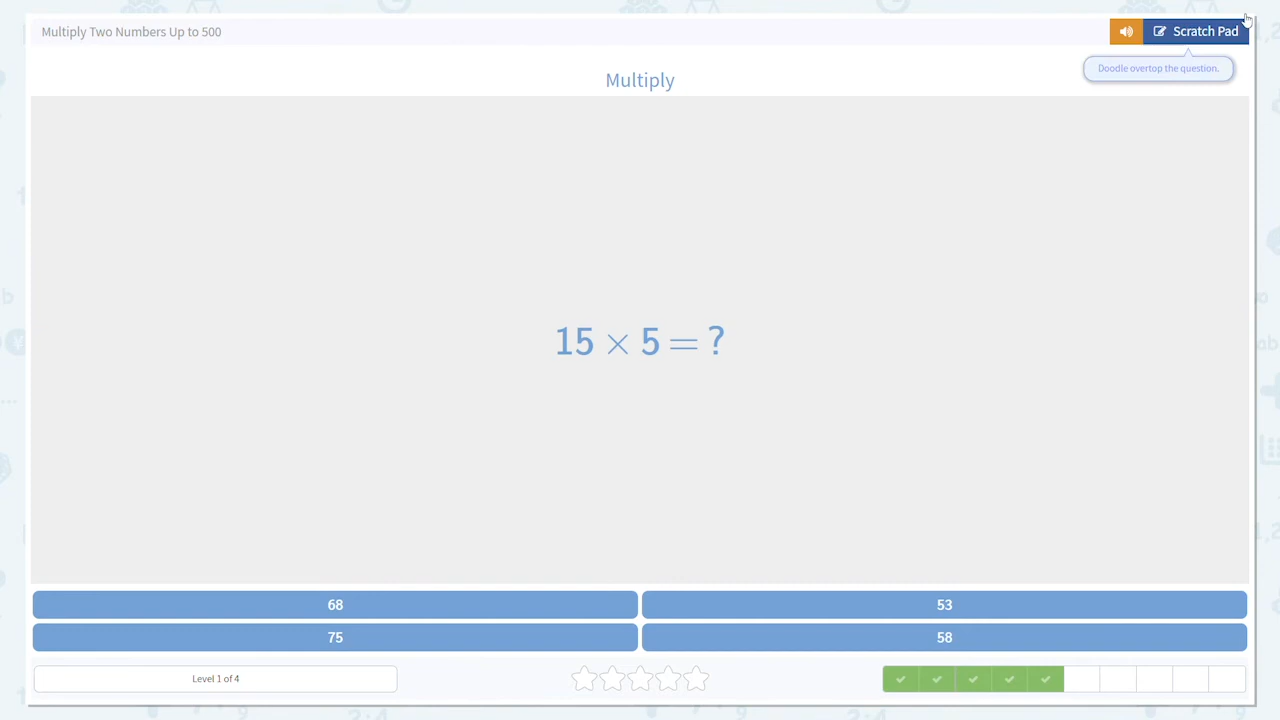 Multiply Two Numbers Up to 500
Scratch Pad
Doodle overtop the question.
Multiply
15 × 5 = ?
68
53
75
58
Level 1 of 4